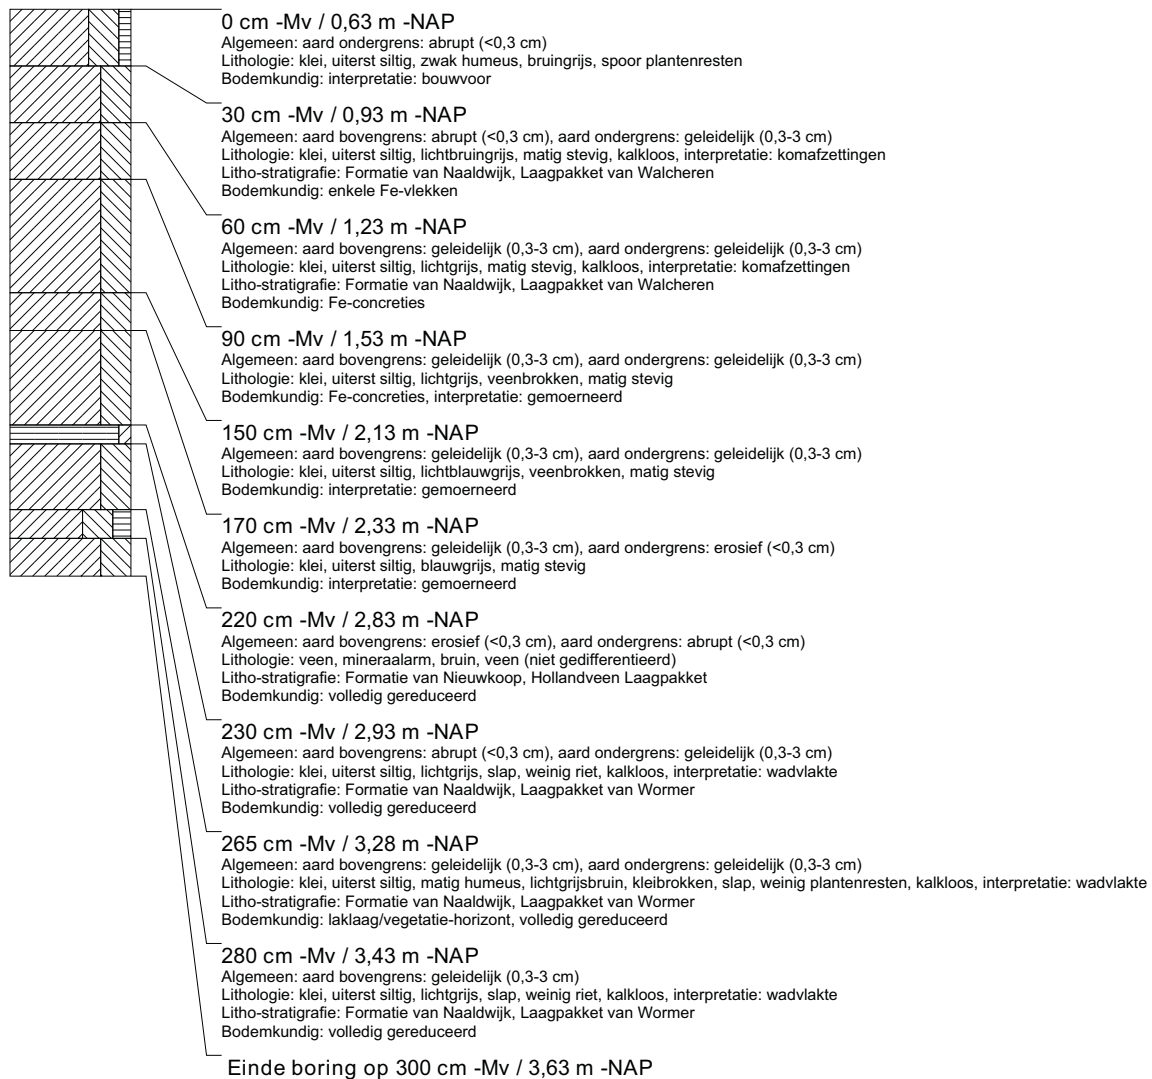 0 cm -Mv / 0,63 m -NAP
Algemeen: aard ondergrens: abrupt (<0,3 cm)
Lithologie: klei, uiterst siltig, zwak humeus, bruingrijs, spoor plantenresten
Bodemkundig: interpretatie: bouwvoor
30 cm -Mv / 0,93 m -NAP
Algemeen: aard bovengrens: abrupt (<0,3 cm), aard ondergrens: geleidelijk (0,3-3 cm)
Lithologie: klei, uiterst siltig, lichtbruingrijs, matig stevig, kalkloos, interpretatie: komafzettingen
Litho-stratigrafie: Formatie van Naaldwijk, Laagpakket van Walcheren
Bodemkundig: enkele Fe-vlekken
60 cm -Mv / 1,23 m -NAP
Algemeen: aard bovengrens: geleidelijk (0,3-3 cm), aard ondergrens: geleidelijk (0,3-3 cm)
Lithologie: klei, uiterst siltig, lichtgrijs, matig stevig, kalkloos, interpretatie: komafzettingen
Litho-stratigrafie: Formatie van Naaldwijk, Laagpakket van Walcheren
Bodemkundig: Fe-concreties
90 cm -Mv / 1,53 m -NAP
Algemeen: aard bovengrens: geleidelijk (0,3-3 cm), aard ondergrens: geleidelijk (0,3-3 cm)
Lithologie: klei, uiterst siltig, lichtgrijs, veenbrokken, matig stevig
Bodemkundig: Fe-concreties, interpretatie: gemoerneerd
150 cm -Mv / 2,13 m -NAP
Algemeen: aard bovengrens: geleidelijk (0,3-3 cm), aard ondergrens: geleidelijk (0,3-3 cm)
Lithologie: klei, uiterst siltig, lichtblauwgrijs, veenbrokken, matig stevig
Bodemkundig: interpretatie: gemoerneerd
170 cm -Mv / 2,33 m -NAP
Algemeen: aard bovengrens: geleidelijk (0,3-3 cm), aard ondergrens: erosief (<0,3 cm)
Lithologie: klei, uiterst siltig, blauwgrijs, matig stevig
Bodemkundig: interpretatie: gemoerneerd
220 cm -Mv / 2,83 m -NAP
Algemeen: aard bovengrens: erosief (<0,3 cm), aard ondergrens: abrupt (<0,3 cm)
Lithologie: veen, mineraalarm, bruin, veen (niet gedifferentieerd)
Litho-stratigrafie: Formatie van Nieuwkoop, Hollandveen Laagpakket
Bodemkundig: volledig gereduceerd
230 cm -Mv / 2,93 m -NAP
Algemeen: aard bovengrens: abrupt (<0,3 cm), aard ondergrens: geleidelijk (0,3-3 cm)
Lithologie: klei, uiterst siltig, lichtgrijs, slap, weinig riet, kalkloos, interpretatie: wadvlakte
Litho-stratigrafie: Formatie van Naaldwijk, Laagpakket van Wormer
Bodemkundig: volledig gereduceerd
265 cm -Mv / 3,28 m -NAP
Algemeen: aard bovengrens: geleidelijk (0,3-3 cm), aard ondergrens: geleidelijk (0,3-3 cm)
Lithologie: klei, uiterst siltig, matig humeus, lichtgrijsbruin, kleibrokken, slap, weinig plantenresten, kalkloos, interpretatie: wadvlakte
Litho-stratigrafie: Formatie van Naaldwijk, Laagpakket van Wormer
Bodemkundig: laklaag/vegetatie-horizont, volledig gereduceerd
280 cm -Mv / 3,43 m -NAP
Algemeen: aard bovengrens: geleidelijk (0,3-3 cm)
Lithologie: klei, uiterst siltig, lichtgrijs, slap, weinig riet, kalkloos, interpretatie: wadvlakte
Litho-stratigrafie: Formatie van Naaldwijk, Laagpakket van Wormer
Bodemkundig: volledig gereduceerd
Einde boring op 300 cm -Mv / 3,63 m -NAP